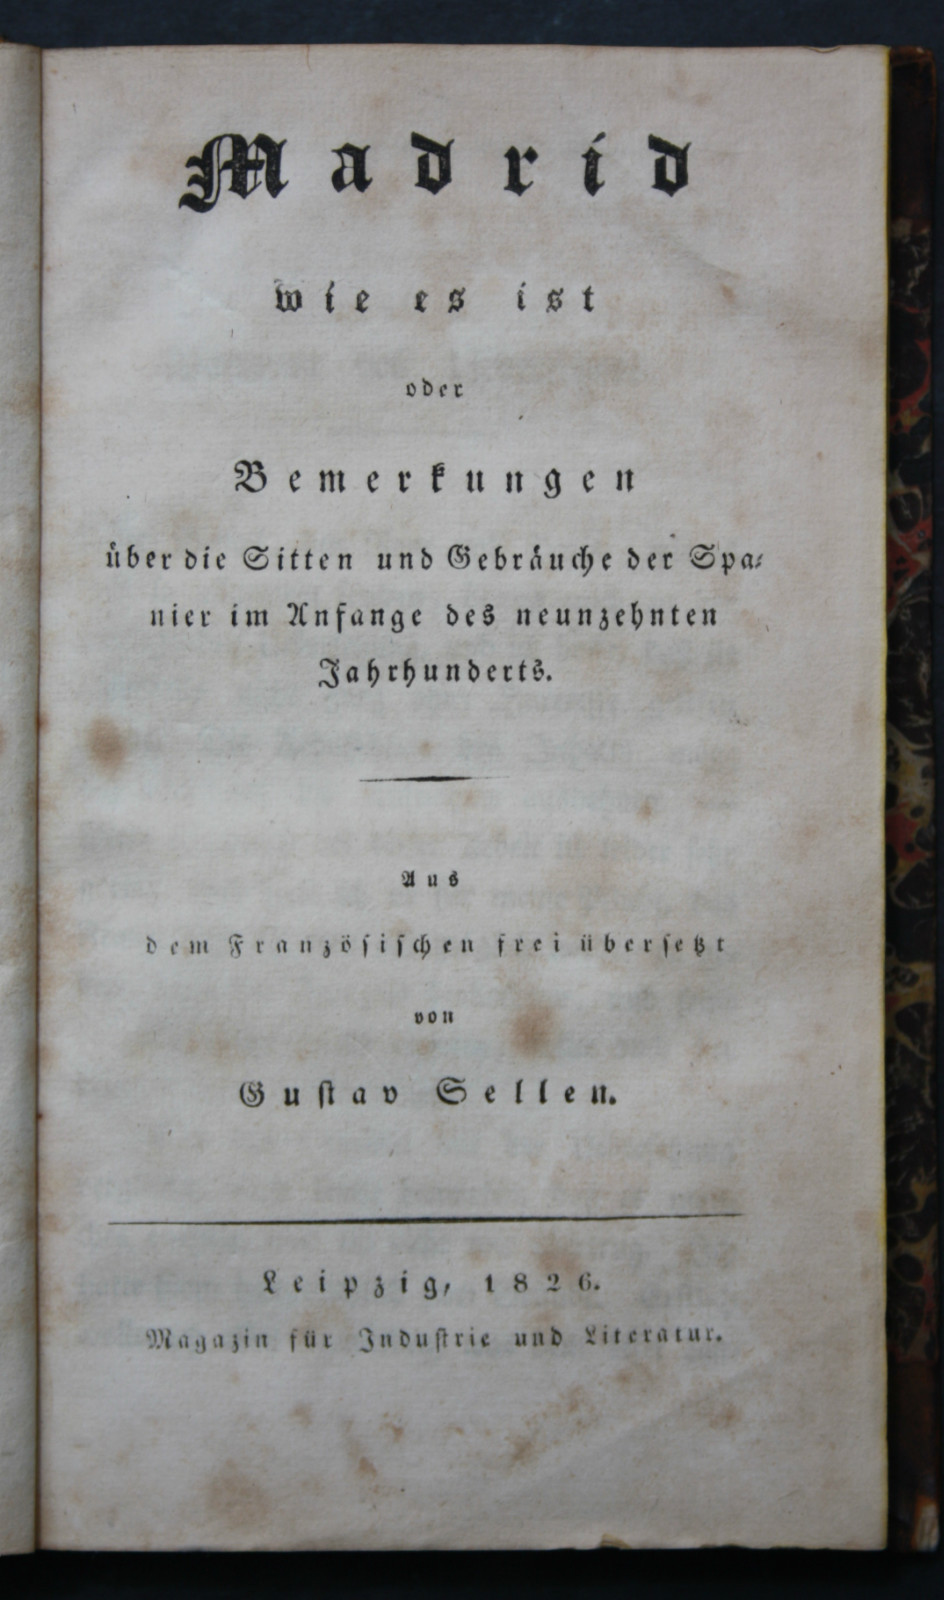 Madrid
wie es ist
oder
Bemerkungen
über die Sitten und Gebräuche der Spa-
nier im Anfange des neunzehnten
Jahrhunderts.
Aus
dem Französischen frei übersetzt
von
Gustav Sellen.
Leipzig, 1826.
Magazin für Industrie und Literatur.